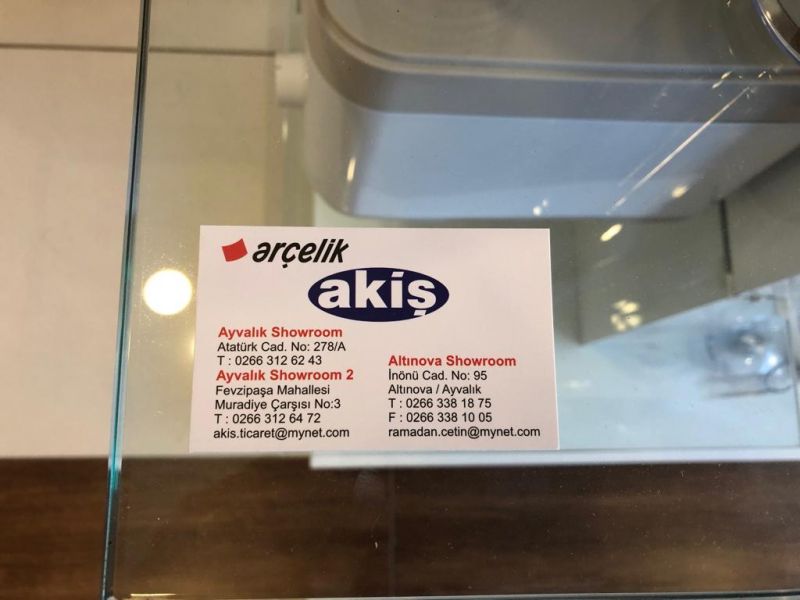 arçelik
akiş
Ayvalık Showroom
Atatürk Cad. No: 278/A
T : 0266 312 62 43
Ayvalık Showroom 2
Fevzipaşa Mahallesi
Muradiye Çarşısı No:3
T : 0266 312 64 72
akis.ticaret@mynet.com
Altınova Showroom
İnönü Cad. No: 95
Altınova / Ayvalık
T : 0266 338 18 75
F : 0266 338 10 05
ramadan.cetin@mynet.com